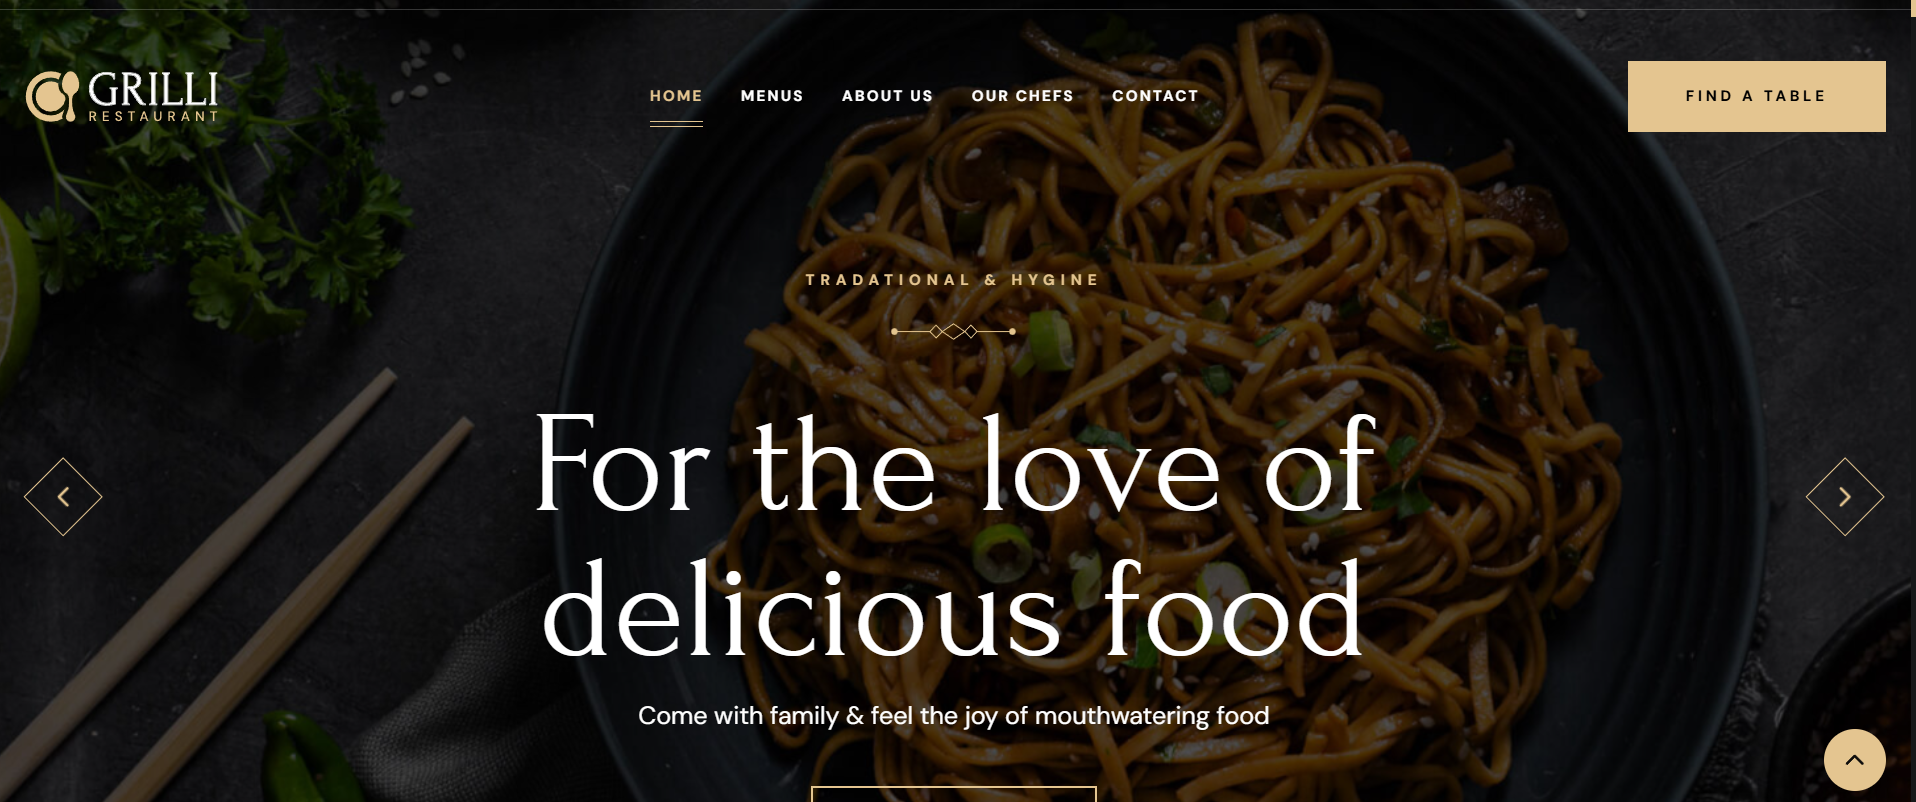 GRILLI
RESTAURANT
HOME MENUS ABOUT US OUR CHEFS CONTACT
FIND A TABLE
TRADATIONAL & HYGINE
For the love of
delicious food
Come with family & feel the joy of mouthwatering food